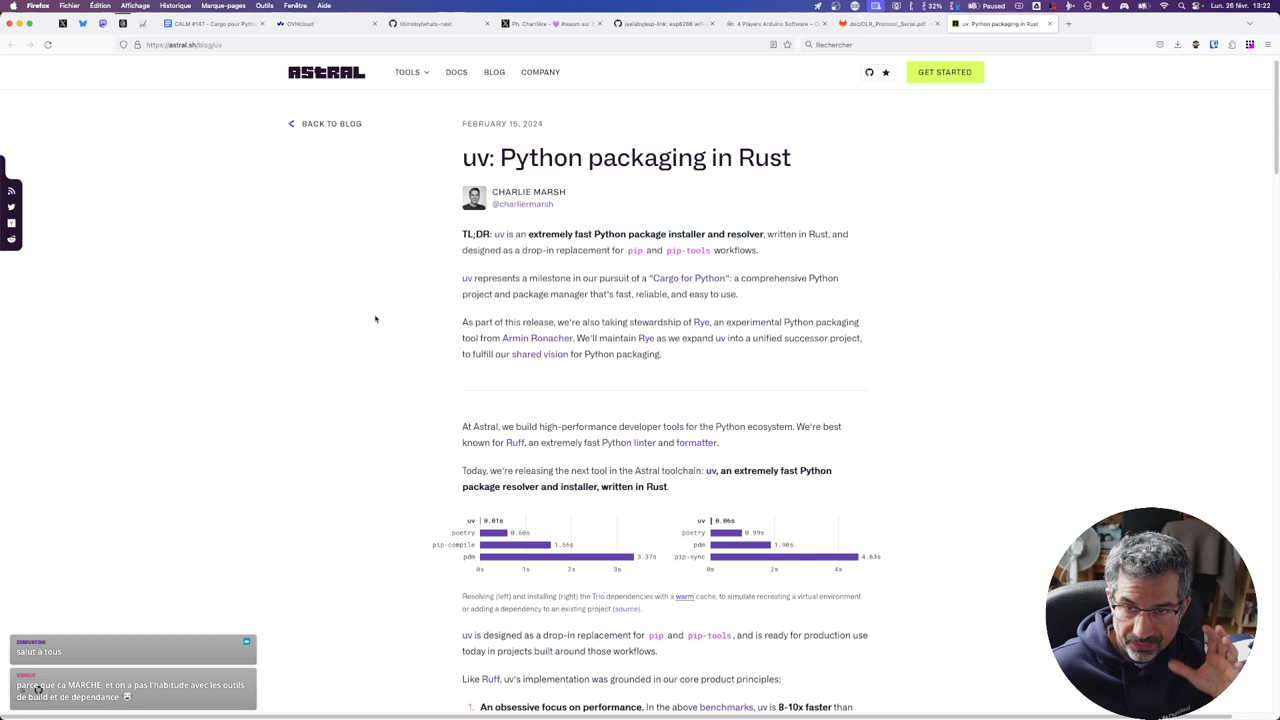 Firefox Fichier Édition Affichage Historique Marque-pages Outils Fenêtre Aide
32% Paused Lun. 26 fév. à 13:22
CALM #147 - Cargo pour Pytho
OVHcloud
Ph. Charrière - 💜 #wasm sur X
jeelabs/esp-link: esp8266 wifi-
4 Players Arduino Software
doc/DLR_Protocol_Serial.pdf
uv: Python packaging in Rust
https://astral.sh/blog/uv
Rechercher
ASTRAL
TOOLS DOCS BLOG COMPANY
GET STARTED
BACK TO BLOG
FEBRUARY 15, 2024
uv: Python packaging in Rust
CHARLIE MARSH
@charliermarsh
TL;DR: uv is an extremely fast Python package installer and resolver, written in Rust, and
designed as a drop-in replacement for pip and pip-tools workflows.
uv represents a milestone in our pursuit of a "Cargo for Python": a comprehensive Python
project and package manager that's fast, reliable, and easy to use.
As part of this release, we're also taking stewardship of Rye, an experimental Python packaging
tool from Armin Ronacher. We'll maintain Rye as we expand uv into a unified successor project,
to fulfill our shared vision for Python packaging.
At Astral, we build high-performance developer tools for the Python ecosystem. We're best
known for Ruff, an extremely fast Python linter and formatter.
Today, we're releasing the next tool in the Astral toolchain: uv, an extremely fast Python
package resolver and installer, written in Rust.
uv 0.01s
poetry 0.60s
pip-compile 1.56s
pdm 3.37s
0s 1s 2s 3s
uv 0.06s
poetry 0.99s
pdm 1.90s
pip-sync 4.63s
0s 2s 4s
Resolving (left) and installing (right) the Trio dependencies with a warm cache, to simulate recreating a virtual environment
or adding a dependency to an existing project (source).
uv is designed as a drop-in replacement for pip and pip-tools, and is ready for production use
today in projects built around those workflows.
Like Ruff, uv's implementation was grounded in our core product principles:
1. An obsessive focus on performance. In the above benchmarks, uv is 8-10x faster than
salut à tous
parce que ca MARCHE, et on a pas l'habitude avec les outils
de build et de dépendance